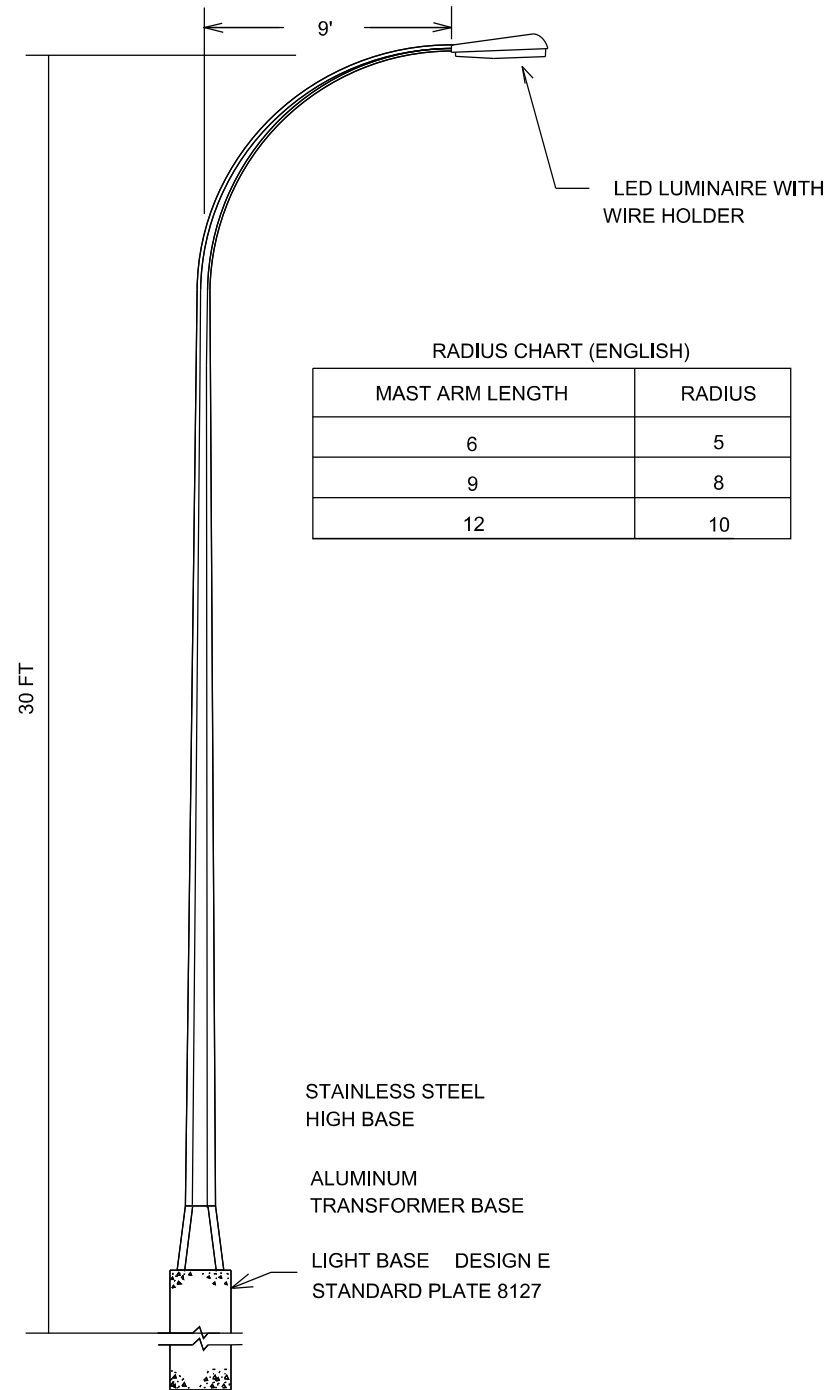 9'
LED LUMINAIRE WITH
WIRE HOLDER
RADIUS CHART (ENGLISH)
MAST ARM LENGTH RADIUS
6 5
9 8
12 10
30 FT
STAINLESS STEEL
HIGH BASE
ALUMINUM
TRANSFORMER BASE
LIGHT BASE DESIGN E
STANDARD PLATE 8127